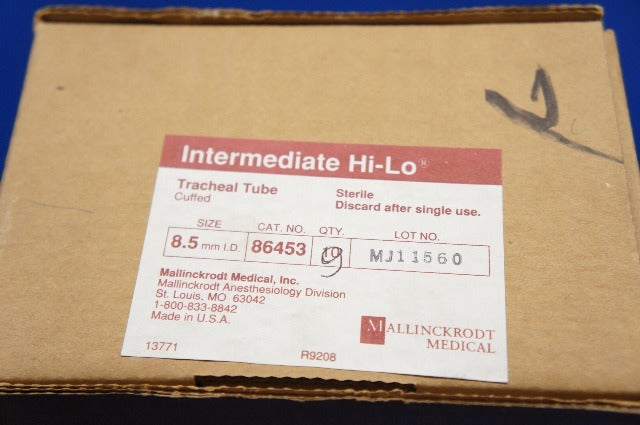 Intermediate Hi-Lo®
Tracheal Tube
Cuffed
Sterile
Discard after single use.
SIZE CAT. NO. QTY. LOT NO.
8.5 mm I.D. 86453 10 9 MJ11560
Mallinckrodt Medical, Inc.
Mallinckrodt Anesthesiology Division
St. Louis, MO 63042
1-800-833-8842
Made in U.S.A.
MALLINCKRODT
MEDICAL
13771 R9208